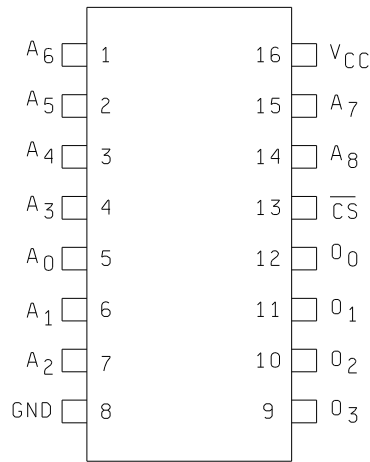 A6 1 16 VCC
A5 2 15 A7
A4 3 14 A8
A3 4 13 C̅S̅
A0 5 12 O0
A1 6 11 O1
A2 7 10 O2
GND 8 9 O3